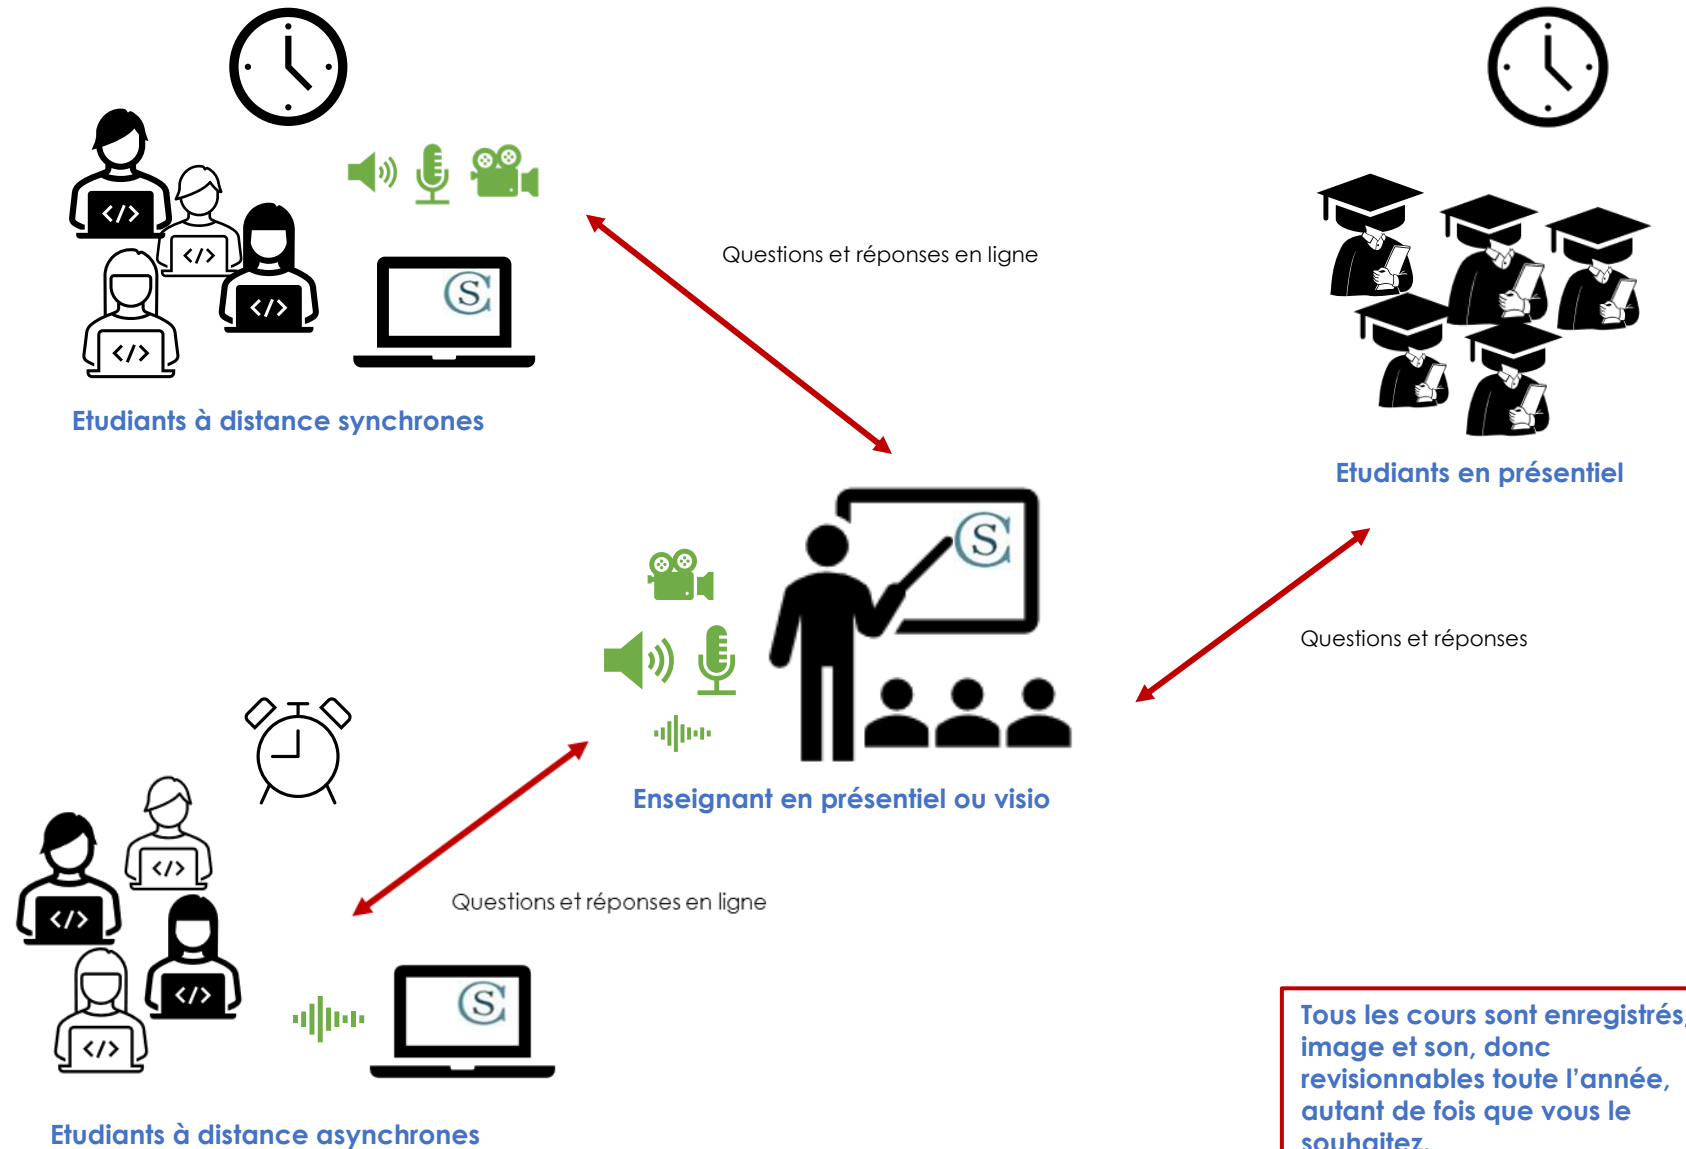 </>
</>
</>
</>
S
C
Questions et réponses en ligne
Etudiants à distance synchrones
Etudiants en présentiel
S
C
Questions et réponses
Enseignant en présentiel ou visio
</>
</>
</>
</>
Questions et réponses en ligne
S
C
Tous les cours sont enregistrés,
image et son, donc
revisionnables toute l’année,
autant de fois que vous le
souhaitez.
Etudiants à distance asynchrones